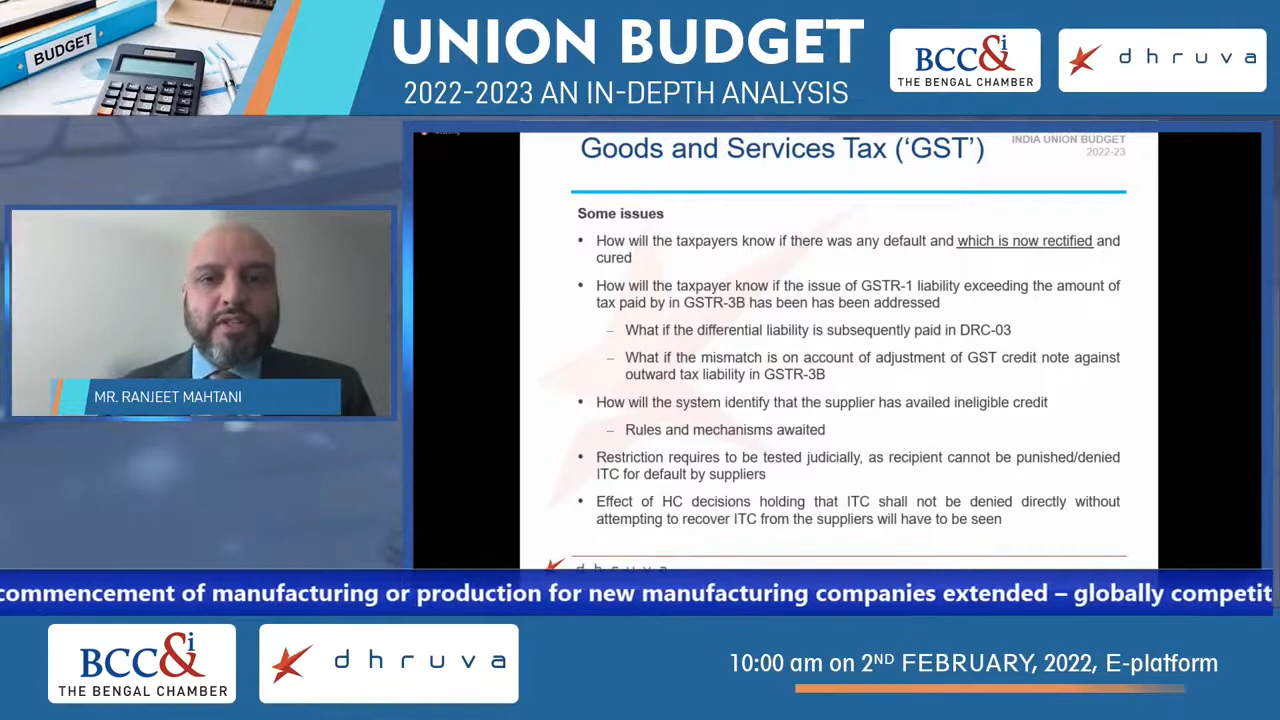 BUDGET
UNION BUDGET
2022-2023 AN IN-DEPTH ANALYSIS
BCC&i
THE BENGAL CHAMBER
dhruva
Goods and Services Tax (‘GST’)
INDIA UNION BUDGET
2022-23
Some issues
• How will the taxpayers know if there was any default and which is now rectified and
cured
• How will the taxpayer know if the issue of GSTR-1 liability exceeding the amount of
tax paid by in GSTR-3B has been has been addressed
– What if the differential liability is subsequently paid in DRC-03
– What if the mismatch is on account of adjustment of GST credit note against
outward tax liability in GSTR-3B
• How will the system identify that the supplier has availed ineligible credit
– Rules and mechanisms awaited
• Restriction requires to be tested judicially, as recipient cannot be punished/denied
ITC for default by suppliers
• Effect of HC decisions holding that ITC shall not be denied directly without
attempting to recover ITC from the suppliers will have to be seen
dhruva
MR. RANJEET MAHTANI
commencement of manufacturing or production for new manufacturing companies extended – globally competit
BCC&i
THE BENGAL CHAMBER
dhruva
10:00 am on 2ND FEBRUARY, 2022, E-platform